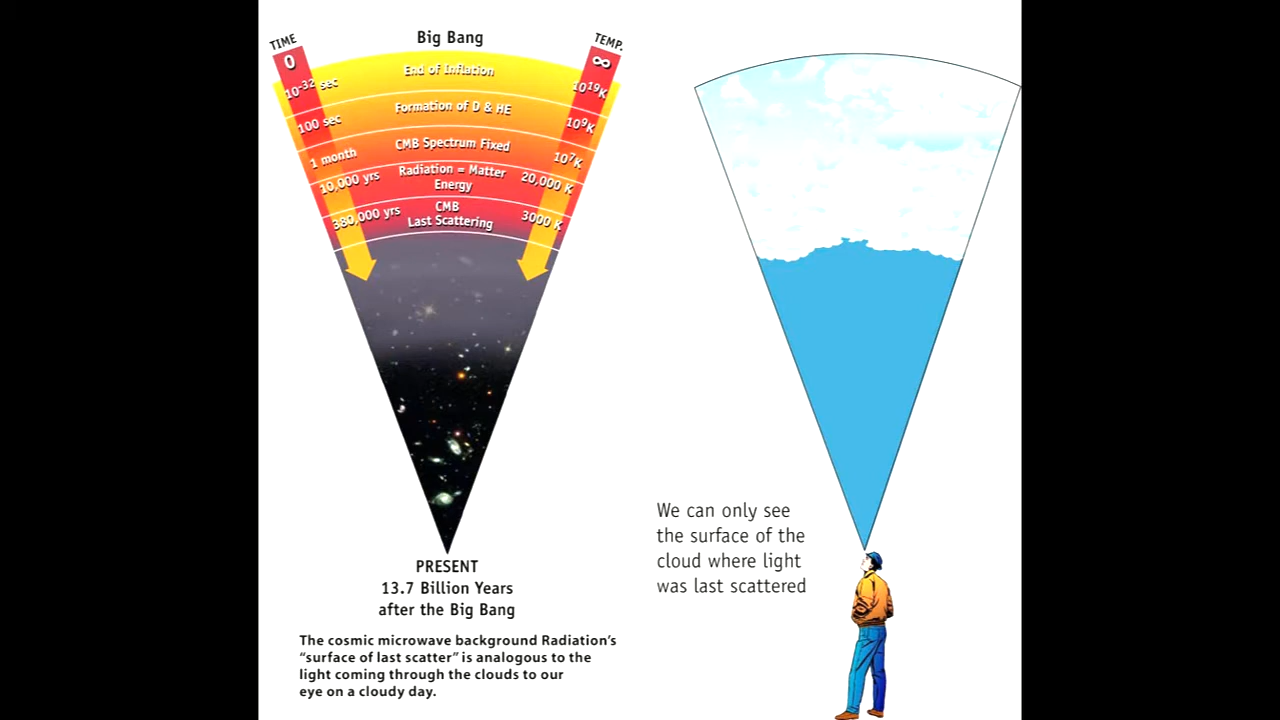 Big Bang
TIME
TEMP.
0
∞
End of Inflation
10-32 sec
10¹⁹K
Formation of D & HE
100 sec
10⁹K
CMB Spectrum Fixed
1 month
10⁷K
Radiation = Matter
Energy
10,000 yrs
20,000 K
CMB
Last Scattering
380,000 yrs
3000 K
PRESENT
13.7 Billion Years
after the Big Bang
The cosmic microwave background Radiation's
"surface of last scatter" is analogous to the
light coming through the clouds to our
eye on a cloudy day.
We can only see
the surface of the
cloud where light
was last scattered